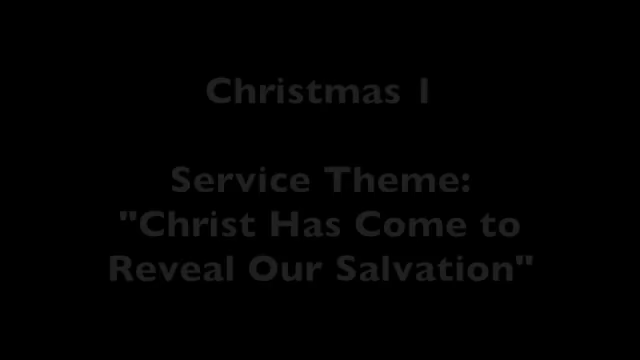 Christmas 1
Service Theme:
"Christ Has Come to
Reveal Our Salvation"